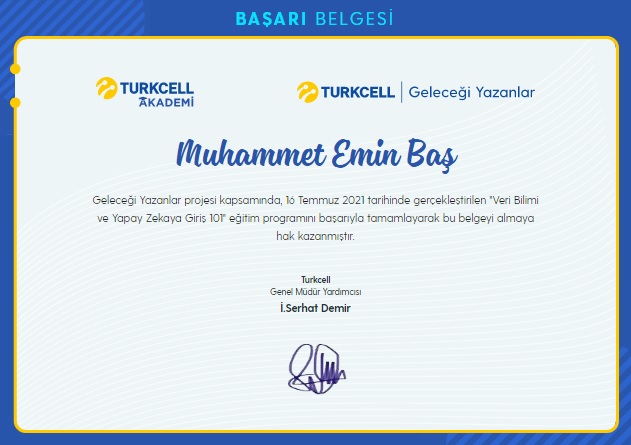 BAŞARI BELGESİ
TURKCELL
AKADEMİ
TURKCELL | Geleceği Yazanlar
Muhammet Emin Baş
Geleceği Yazanlar projesi kapsamında, 16 Temmuz 2021 tarihinde gerçekleştirilen "Veri Bilimi
ve Yapay Zekaya Giriş 101" eğitim programını başarıyla tamamlayarak bu belgeyi almaya
hak kazanmıştır.
Turkcell
Genel Müdür Yardımcısı
İ.Serhat Demir